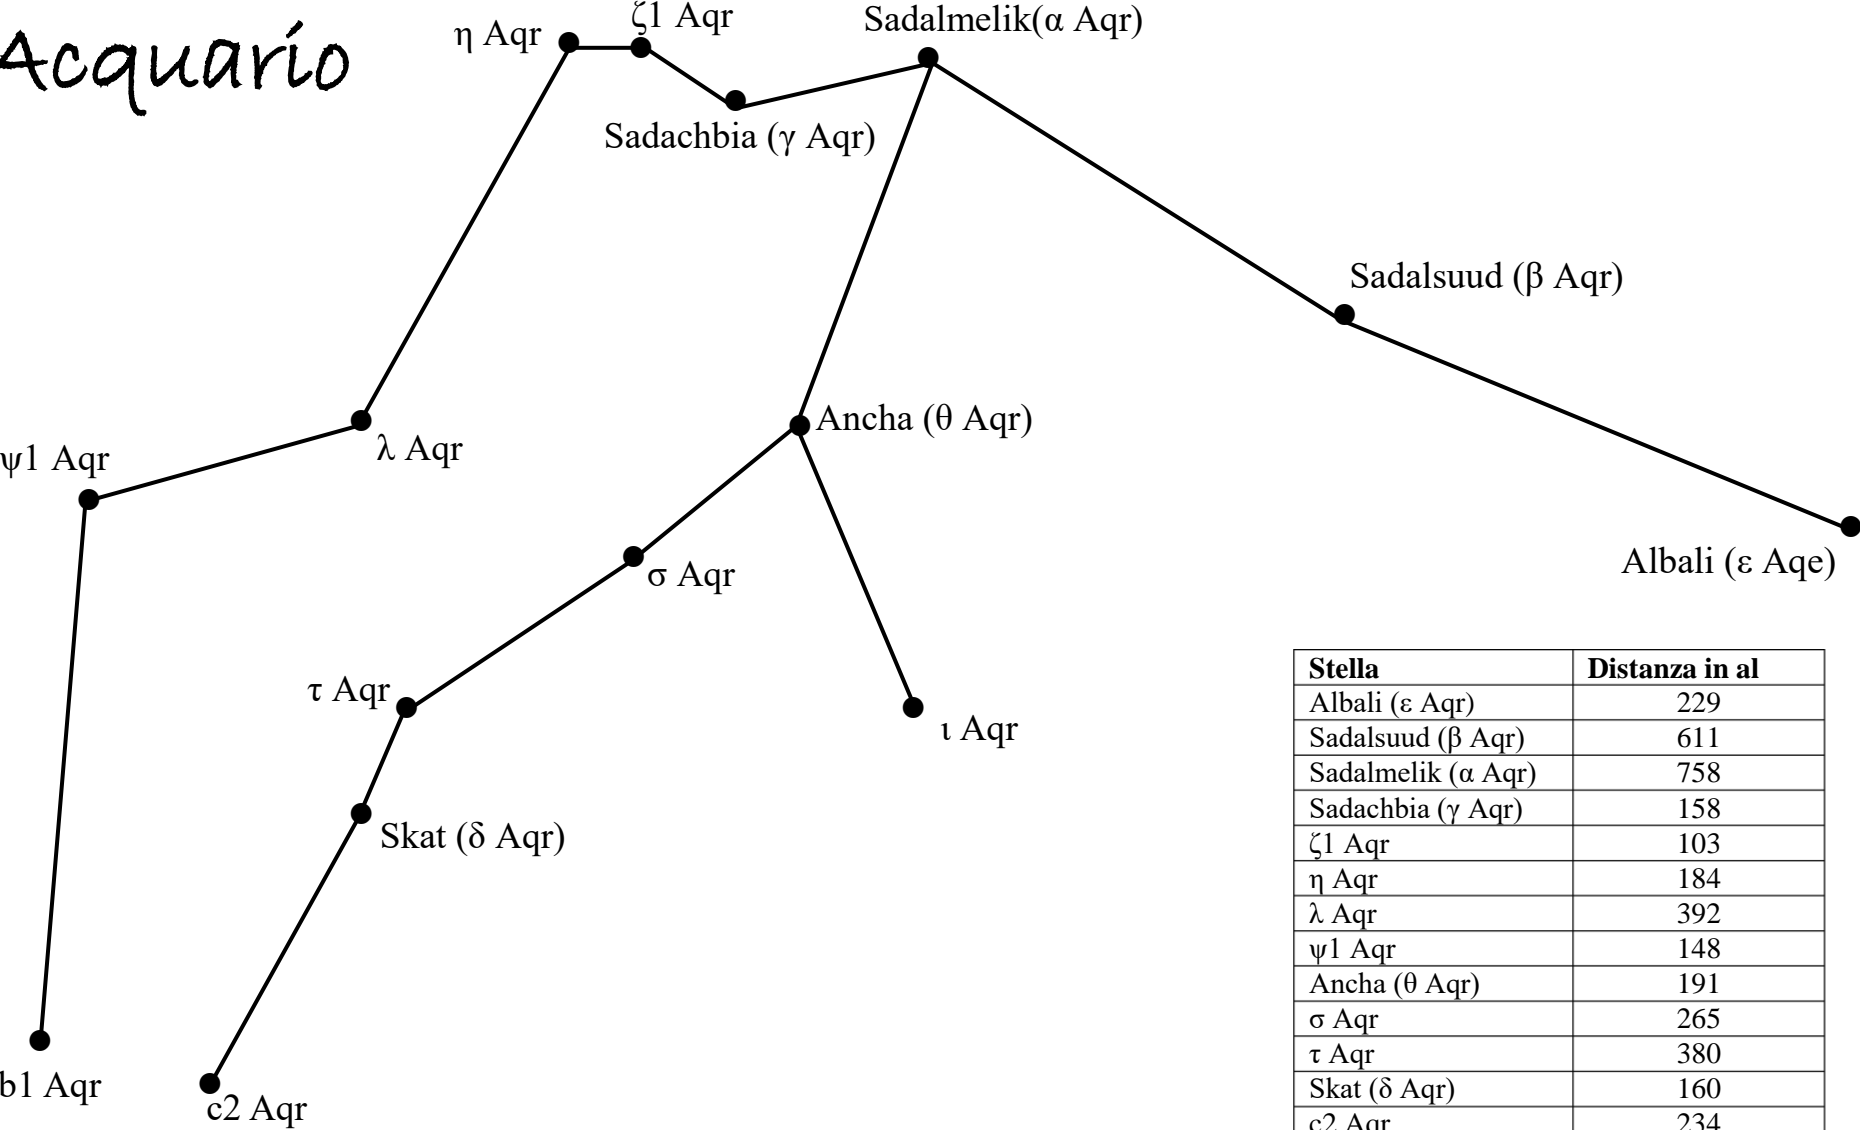 Acquario
η Aqr
ζ1 Aqr
Sadalmelik(α Aqr)
Sadachbia (γ Aqr)
Sadalsuud (β Aqr)
Ancha (θ Aqr)
λ Aqr
ψ1 Aqr
Albali (ε Aqe)
σ Aqr
τ Aqr
ι Aqr
Skat (δ Aqr)
b1 Aqr
c2 Aqr
Stella Distanza in al
Albali (ε Aqr) 229
Sadalsuud (β Aqr) 611
Sadalmelik (α Aqr) 758
Sadachbia (γ Aqr) 158
ζ1 Aqr 103
η Aqr 184
λ Aqr 392
ψ1 Aqr 148
Ancha (θ Aqr) 191
σ Aqr 265
τ Aqr 380
Skat (δ Aqr) 160
c2 Aqr 234